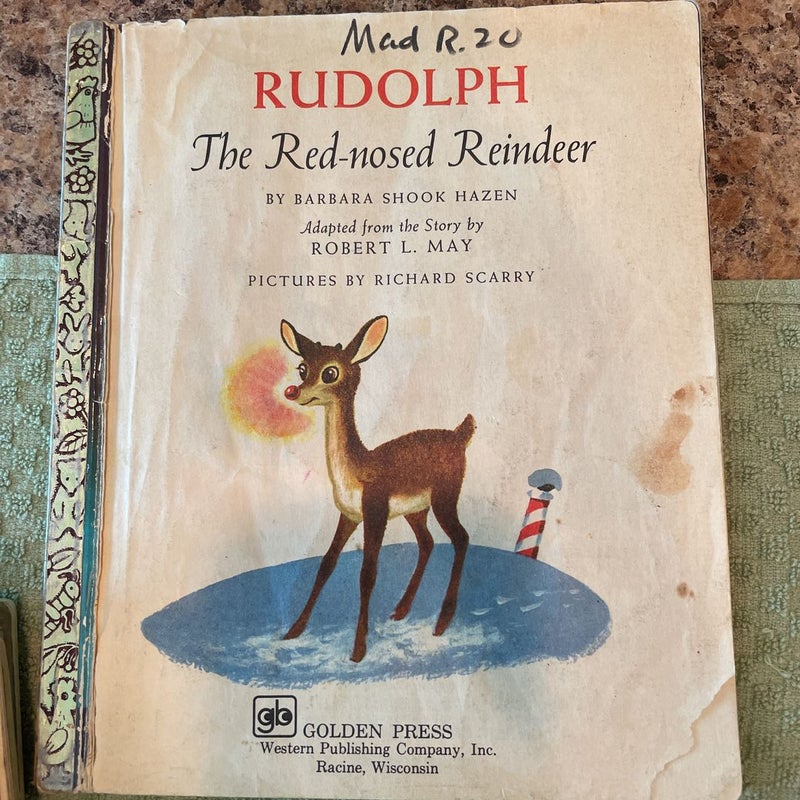 Mad R. 20
RUDOLPH
The Red-nosed Reindeer
BY BARBARA SHOOK HAZEN
Adapted from the Story by
ROBERT L. MAY
PICTURES BY RICHARD SCARRY
gb GOLDEN PRESS
Western Publishing Company, Inc.
Racine, Wisconsin